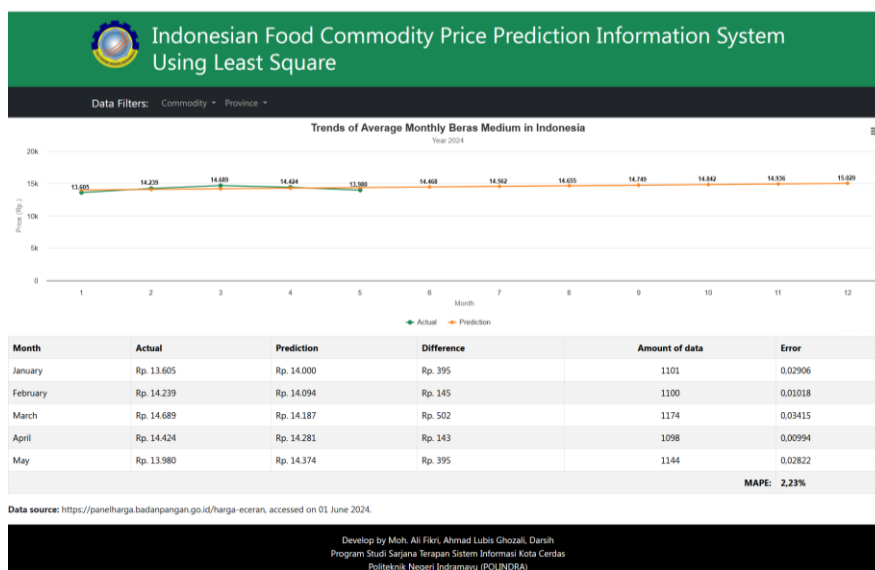 Indonesian Food Commodity Price Prediction Information System
Using Least Square
Data Filters: Commodity Province
Trends of Average Monthly Beras Medium in Indonesia
Year 2024
20k
15k
10k
5k
0
Price (Rp.)
13.605 14.239 14.689 14.424 13.980 14.468 14.562 14.655 14.749 14.842 14.936 15.029
1 2 3 4 5 6 7 8 9 10 11 12
Month
Actual Prediction
Month Actual Prediction Difference Amount of data Error
January Rp. 13.605 Rp. 14.000 Rp. 395 1101 0,02906
February Rp. 14.239 Rp. 14.094 Rp. 145 1100 0,01018
March Rp. 14.689 Rp. 14.187 Rp. 502 1174 0,03415
April Rp. 14.424 Rp. 14.281 Rp. 143 1098 0,00994
May Rp. 13.980 Rp. 14.374 Rp. 395 1144 0,02822
MAPE: 2,23%
Data source: https://panelharga.badanpangan.go.id/harga-eceran, accessed on 01 June 2024.
Develop by Moh. Ali Fikri, Ahmad Lubis Ghozali, Darsih
Program Studi Sarjana Terapan Sistem Informasi Kota Cerdas
Politeknik Negeri Indramayu (POLINDRA)